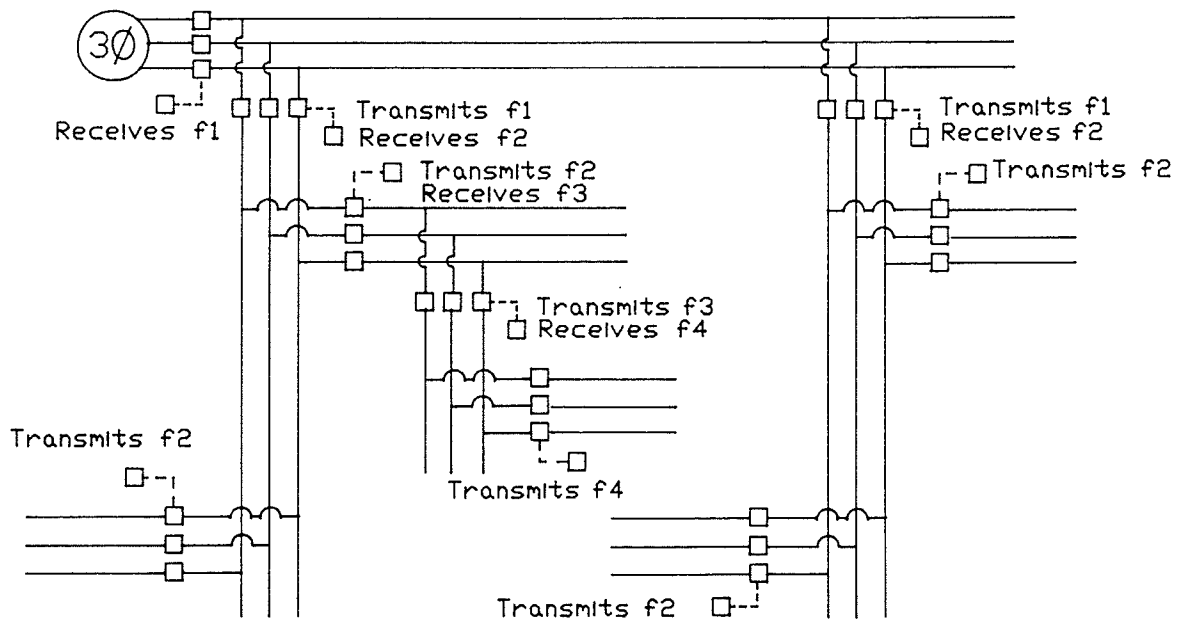 3Ø
Receives f1
Transmits f1
Receives f2
Transmits f2
Receives f3
Transmits f3
Receives f4
Transmits f4
Transmits f2
Transmits f1
Receives f2
Transmits f2
Transmits f2